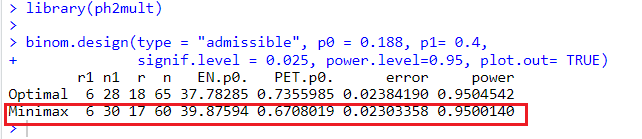 > library(ph2mult)
>
> binom.design(type = "admissible", p0 = 0.188, p1= 0.4,
+ signif.level = 0.025, power.level=0.95, plot.out= TRUE)
r1 n1 r n EN.p0. PET.p0. error power
Optimal 6 28 18 65 37.78285 0.7355985 0.02384190 0.9504542
Minimax 6 30 17 60 39.87594 0.6708019 0.02303358 0.9500140
>